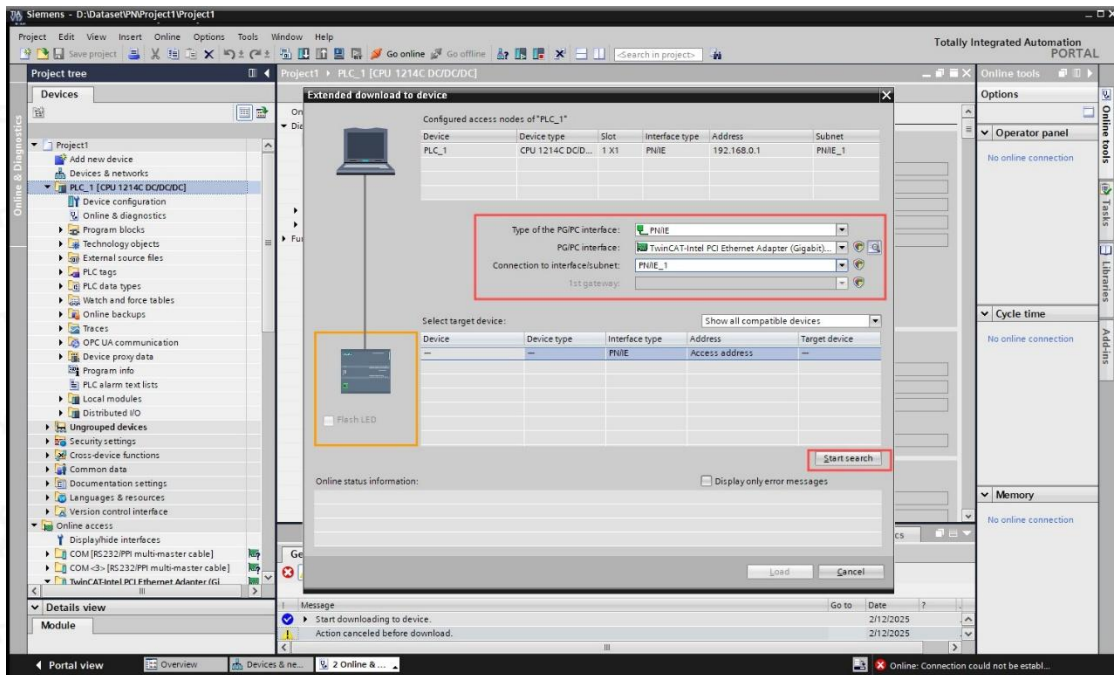 Siemens - D:\Dataset\PN\Project1\Project1
Project Edit View Insert Online Options Tools Window Help
Save project Go online Go offline <Search in project>
Totally Integrated Automation
PORTAL
Project tree
Project1 PLC_1 [CPU 1214C DC/DC/DC]
Online tools
Devices
Options
Online & Diagnostics
Project1
Add new device
Devices & networks
PLC_1 [CPU 1214C DC/DC/DC]
Device configuration
Online & diagnostics
Program blocks
Technology objects
External source files
PLC tags
PLC data types
Watch and force tables
Online backups
Traces
OPC UA communication
Device proxy data
Program info
PLC alarm text lists
Local modules
Distributed I/O
Ungrouped devices
Security settings
Cross-device functions
Common data
Documentation settings
Languages & resources
Version control interface
Online access
Display/hide interfaces
COM [RS232/PPI multi-master cable]
COM <3> [RS232/PPI multi-master cable]
TwinCAT-Intel PCI Ethernet Adapter (Gi
Details view
Module
On
Dia
Fur
Extended download to device
Configured access nodes of "PLC_1"
Device Device type Slot Interface type Address Subnet
PLC_1 CPU 1214C DC/D... 1 X1 PN/IE 192.168.0.1 PN/IE_1
Type of the PG/PC interface: PN/IE
PG/PC interface: TwinCAT-Intel PCI Ethernet Adapter (Gigabit)...
Connection to interface/subnet: PN/IE_1
1st gateway:
Select target device: Show all compatible devices
Device Device type Interface type Address Target device
— — PN/IE Access address —
Flash LED
Start search
Online status information: Display only error messages
Load Cancel
Ge
cs
Message Go to Date ?
Start downloading to device. 2/12/2025
Action canceled before download. 2/12/2025
Operator panel
No online connection
Cycle time
No online connection
Memory
No online connection
Online tools
Tasks
Libraries
Add-ins
Portal view Overview Devices & ne... 2 Online & ... Online: Connection could not be establ...